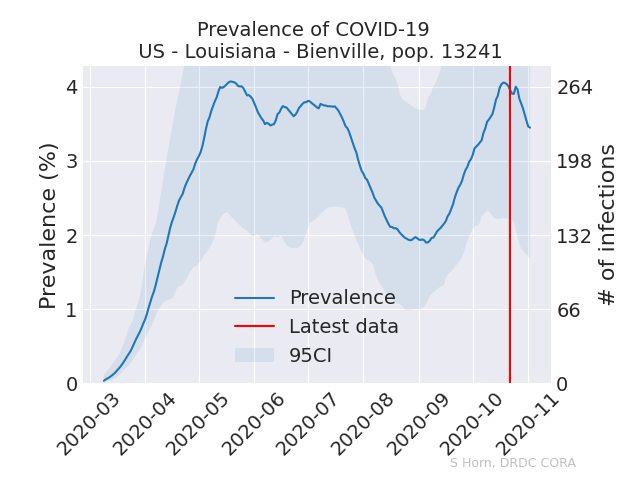 Prevalence of COVID-19
US - Louisiana - Bienville, pop. 13241
Prevalence (%)
4
3
2
1
0
264
198
132
66
0
# of infections
Prevalence
Latest data
95CI
2020-03
2020-04
2020-05
2020-06
2020-07
2020-08
2020-09
2020-10
2020-11
S Horn, DRDC CORA